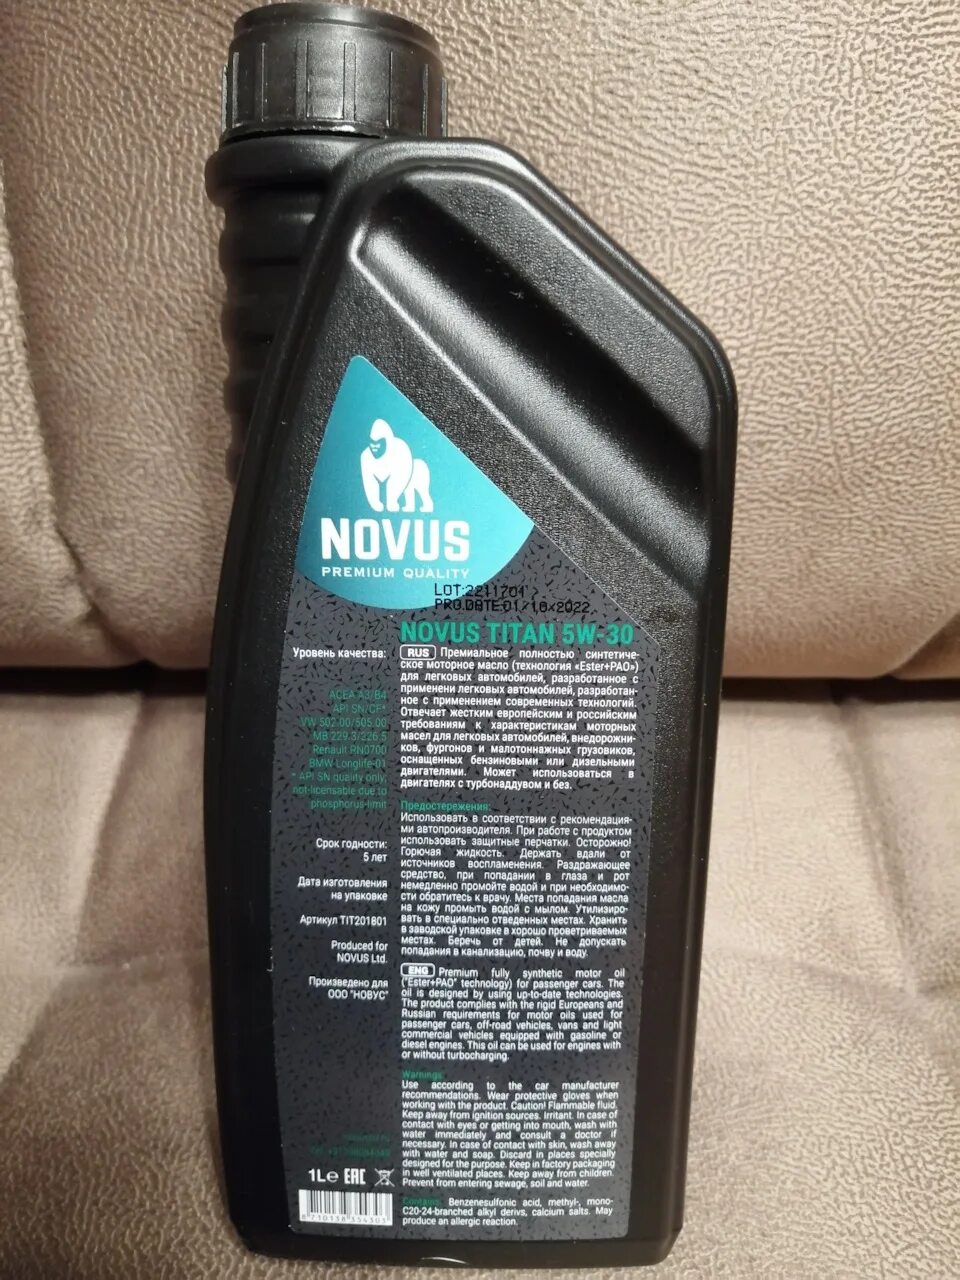 NOVUS
PREMIUM QUALITY
LOT:2211701
PRO.DATE:01/10/2022
NOVUS TITAN 5W-30
Уровень качества:
ACEA A3/B4
API SN/CF*
VW 502 00/505.00
MB 229.3/226.5
Renault RN0700
BMW Longlife-01
* API SN quality only;
not-licensable due to
phosphorus-limit
Срок годности:
5 лет
Дата изготовления
на упаковке
Артикул TIT201801
Produced for
NOVUS Ltd.
Произведено для
ООО "НОВУС"
1L℮ EAC
8 710138 354303
RUS Премиальное полностью синтетиче-
ское моторное масло (технология «Ester+PAO»)
для легковых автомобилей, разработанное с
применени легковых автомобилей, разработан-
ное с применением современных технологий.
Отвечает жестким европейским и российским
требованиям к характеристикам моторных
масел для легковых автомобилей, внедорожни-
ков, фургонов и малотоннажных грузовиков,
оснащенных бензиновыми или дизельными
двигателями. Может использоваться в
двигателях с турбонаддувом и без.
Предостережения:
Использовать в соответствии с рекомендация-
ми автопроизводителя. При работе с продуктом
использовать защитные перчатки. Осторожно!
Горючая жидкость. Держать вдали от
источников воспламенения. Раздражающее
средство, при попадании в глаза и рот
немедленно промойте водой и при необходимо-
сти обратитесь к врачу. Места попадания масла
на кожу промыть водой с мылом. Утилизиро-
вать в специально отведенных местах. Хранить
в заводской упаковке в хорошо проветриваемых
местах. Беречь от детей. Не допускать
попадания в канализацию, почву и воду.
ENG Premium fully synthetic motor oil
("Ester+PAO" technology) for passenger cars. The
oil is designed by using up-to-date technologies.
The product complies with the rigid Europeans and
Russian requirements for motor oils used for
passenger cars, off-road vehicles, vans and light
commercial vehicles equipped with gasoline or
diesel engines. This oil can be used for engines with
or without turbocharging.
Warnings:
Use according to the car manufacturer
recommendations. Wear protective gloves when
working with the product. Caution! Flammable fluid.
Keep away from ignition sources. Irritant. In case of
contact with eyes or getting into mouth, wash with
water immediately and consult a doctor if
necessary. In case of contact with skin, wash away
with water and soap. Discard in places specially
designed for the purpose. Keep in factory packaging
in well ventilated places. Keep away from children.
Prevent from entering sewage, soil and water.
Contains: Benzenesulfonic acid, methyl-, mono-
C20-24-branched alkyl derivs, calcium salts. May
produce an allergic reaction.